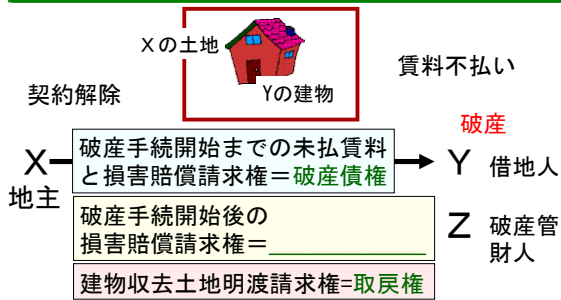 Xの土地
Yの建物
賃料不払い
契約解除
破産
X
地主
破産手続開始までの未払賃料
と損害賠償請求権＝破産債権
Y 借地人
破産手続開始後の
損害賠償請求権＝____________
Z 破産管
財人
建物収去土地明渡請求権=取戻権